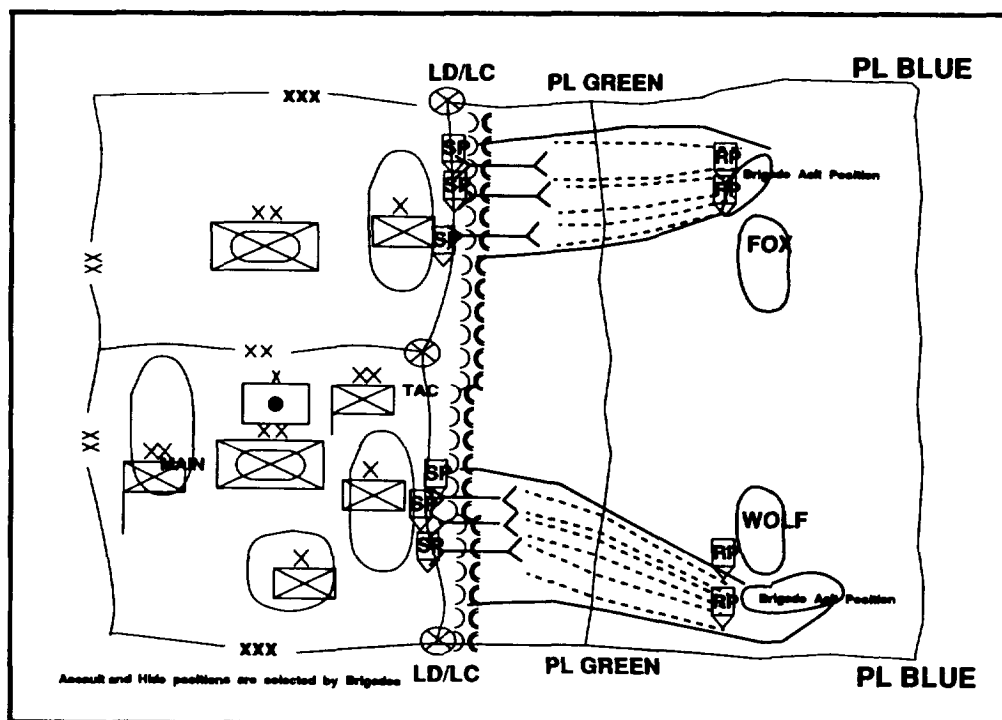 PL BLUE
LD/LC
PL GREEN
XXX
SP
RP
SP
RP
Brigade Aslt Position
X
XX
SP
FOX
XX
XX
X
XX
TAC
XX
XX
XX
MAIN
X
SP
SP
WOLF
SP
RP
X
RP
Brigade Aslt Position
XXX
LD/LC
PL GREEN
PL BLUE
Assault and Hide positions are selected by Brigades